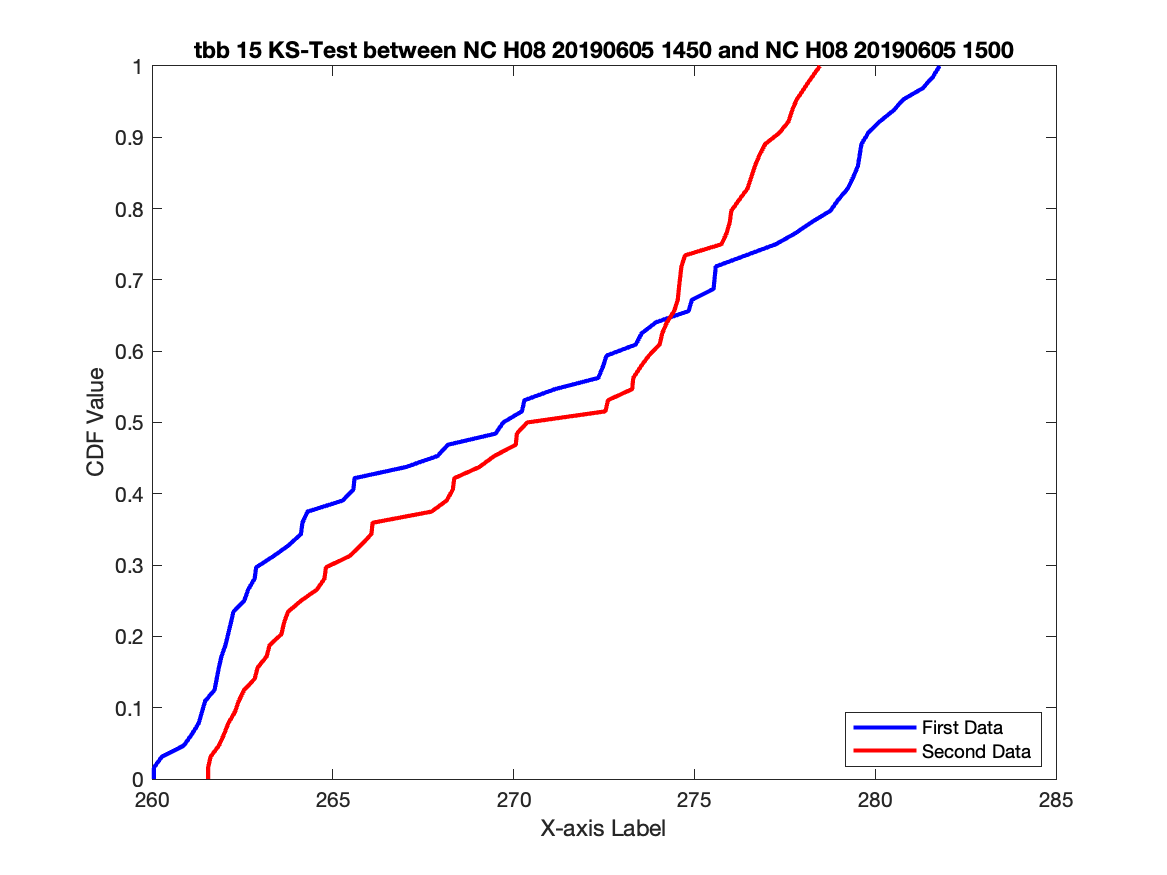 tbb 15 KS-Test between NC H08 20190605 1450 and NC H08 20190605 1500
1
0.9
0.8
0.7
0.6
0.5
0.4
0.3
0.2
0.1
0
CDF Value
First Data
Second Data
260 265 270 275 280 285
X-axis Label